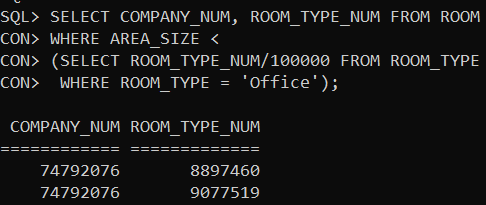 SQL> SELECT COMPANY_NUM, ROOM_TYPE_NUM FROM ROOM
CON> WHERE AREA_SIZE <
CON> (SELECT ROOM_TYPE_NUM/100000 FROM ROOM_TYPE
CON>  WHERE ROOM_TYPE = 'Office');
 COMPANY_NUM ROOM_TYPE_NUM
============ =============
    74792076       8897460
    74792076       9077519